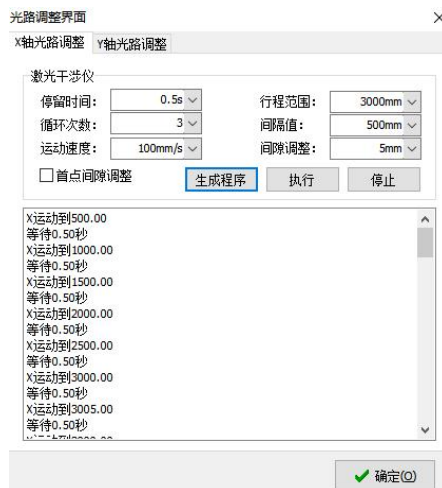 光路调整界面
X轴光路调整 Y轴光路调整
激光干涉仪
停留时间： 0.5s 行程范围： 3000mm
循环次数： 3 间隔值： 500mm
运动速度： 100mm/s 间隙调整： 5mm
首点间隙调整 生成程序 执行 停止
X运动到500.00
等待0.50秒
X运动到1000.00
等待0.50秒
X运动到1500.00
等待0.50秒
X运动到2000.00
等待0.50秒
X运动到2500.00
等待0.50秒
X运动到3000.00
等待0.50秒
X运动到3005.00
等待0.50秒
确定(O)